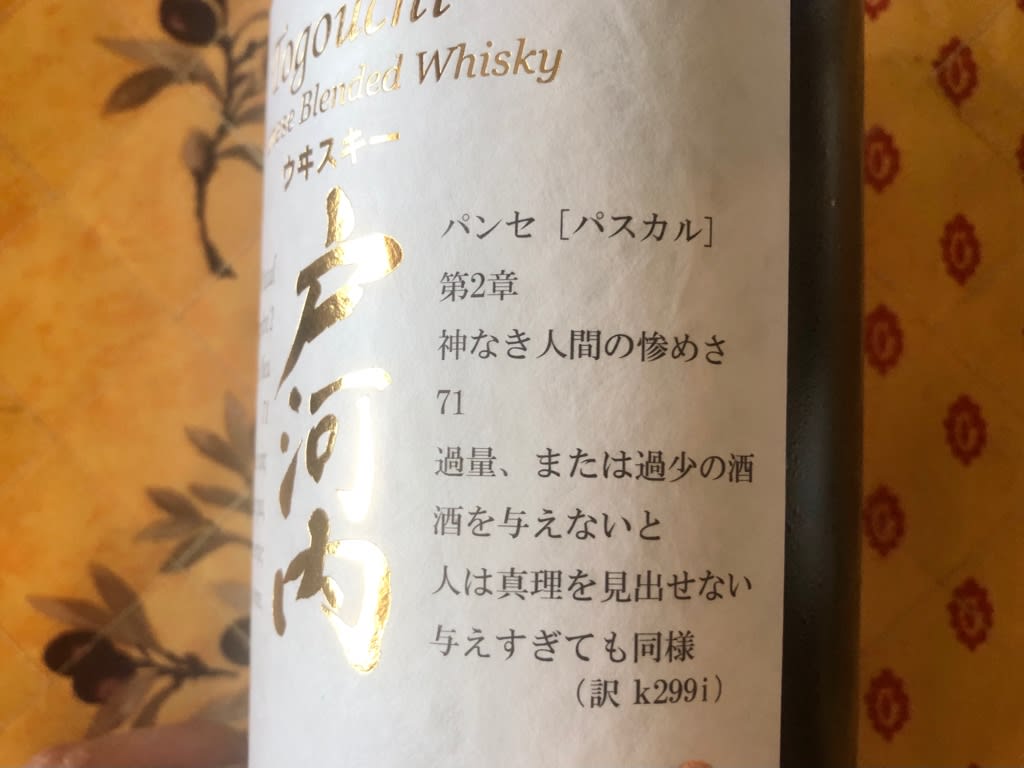 Togouchi
Blended Whisky
ウヰスキー
戸河内
パンセ［パスカル］
第2章
神なき人間の惨めさ
71
過量、または過少の酒
酒を与えないと
人は真理を見出せない
与えすぎても同様
（訳 k299i）